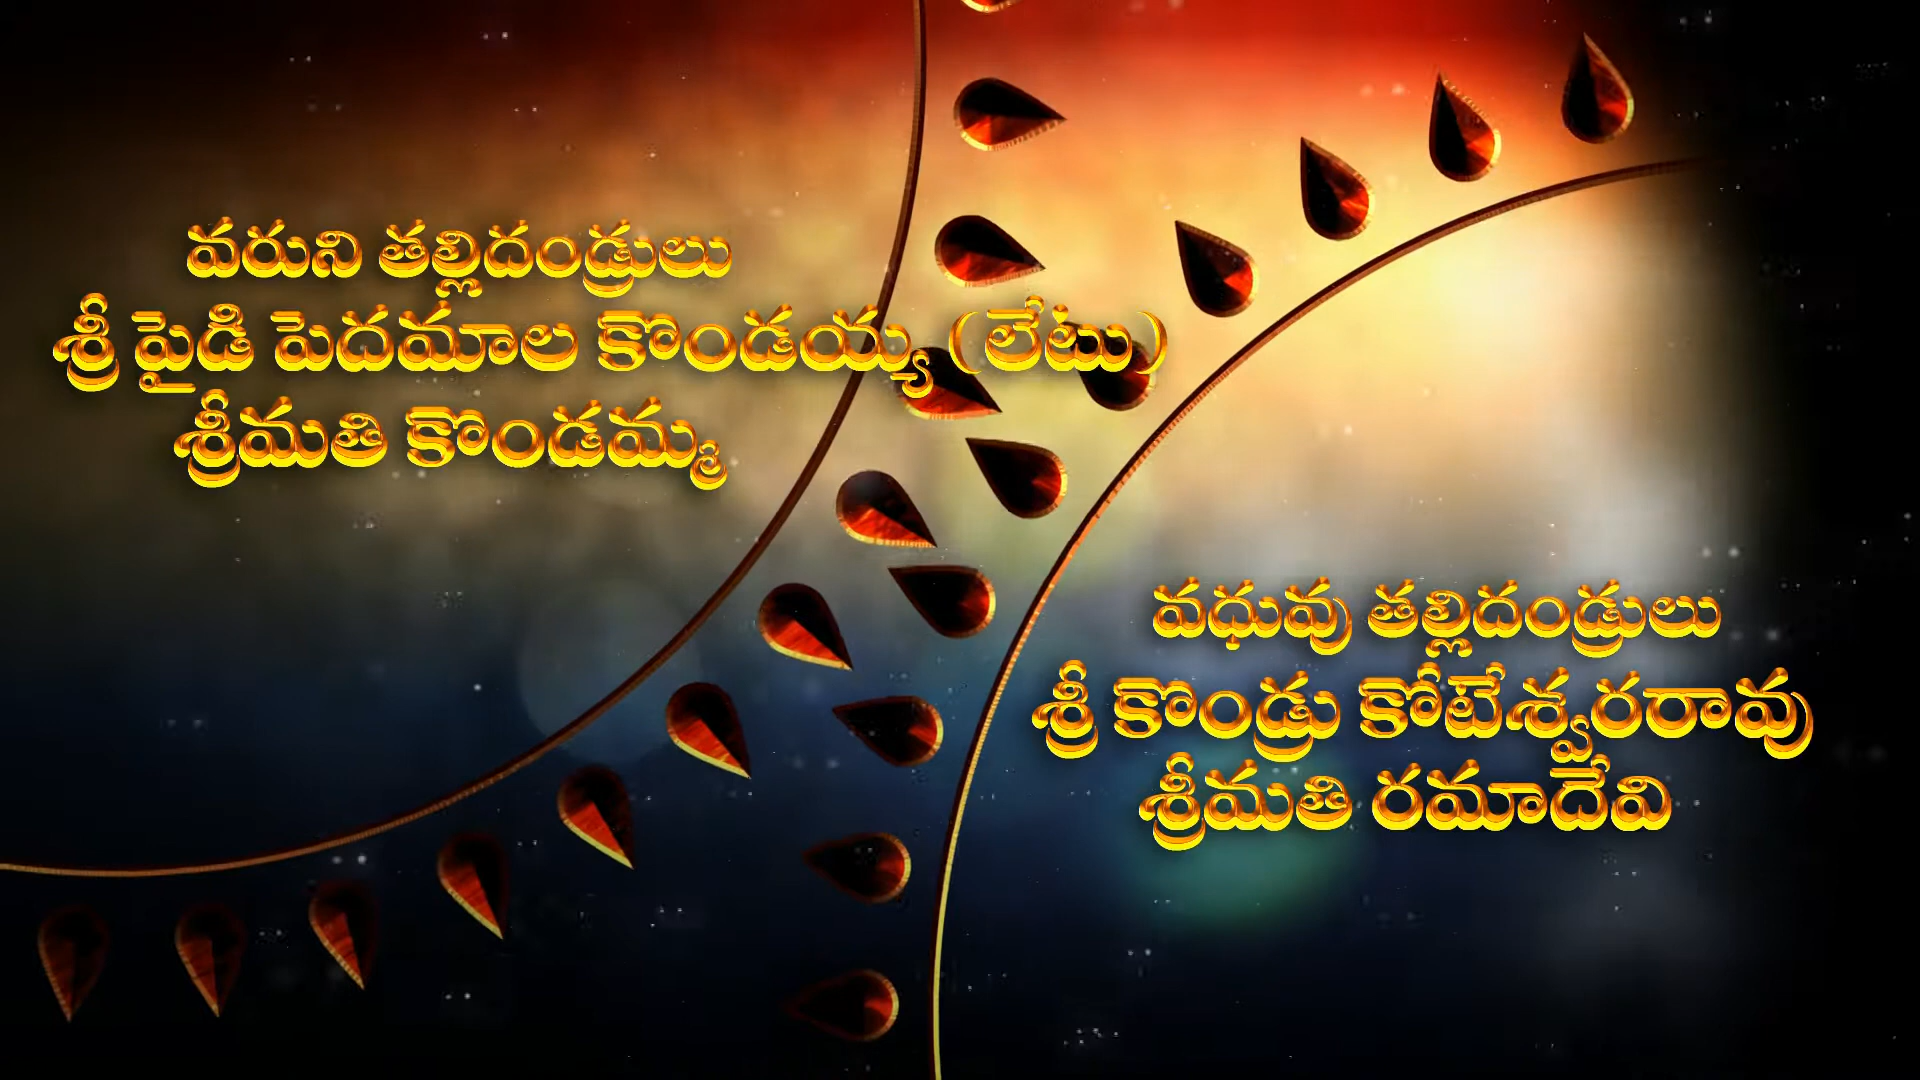 వరుని తల్లిదండ్రులు
శ్రీ పైడి పెదమాల కొండయ్య (లేటు)
శ్రీమతి కొండమ్మ
వధువు తల్లిదండ్రులు
శ్రీ కొండ్రు కోటేశ్వరరావు
శ్రీమతి రమాదేవి